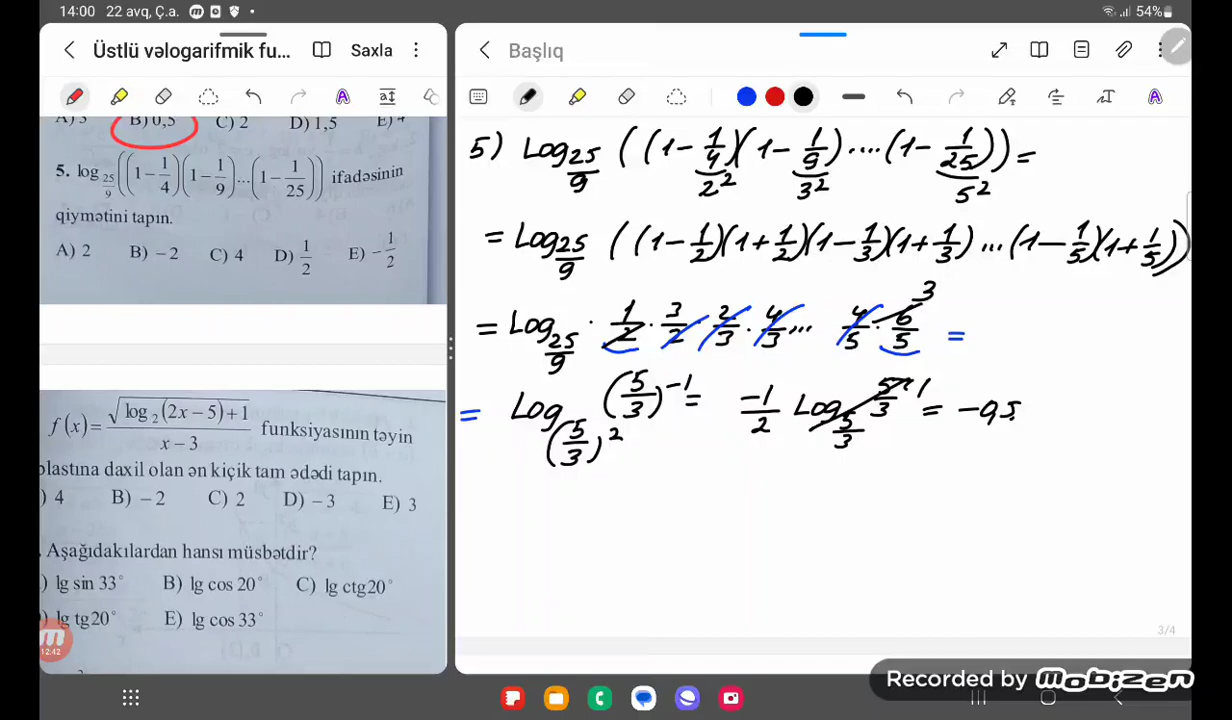 14:00 22 avq, Ç.a. 54%
Üstlü vəlogarifmik fu... Saxla
A) 3 B) 0,5 C) 2 D) 1,5 E) 4
5. log 25/9 ((1 − 1/4)(1 − 1/9)...(1 − 1/25)) ifadəsinin
qiymətini tapın.
A) 2 B) −2 C) 4 D) 1/2 E) −1/2
f(x) = √(log₂(2x−5)+1) / (x−3) funksiyasının təyin
oblastına daxil olan ən kiçik tam ədədi tapın.
) 4 B) −2 C) 2 D) −3 E) 3
. Aşağıdakılardan hansı müsbətdir?
) lg sin 33° B) lg cos 20° C) lg ctg20°
) lg tg20° E) lg cos 33°
12:42
Başlıq
5) Log 25/9 ((1 − 1/4)(1 − 1/9)....(1 − 1/25)) =
2² 3² 5²
= Log 25/9 ((1 − 1/2)(1 + 1/2)(1 − 1/3)(1 + 1/3)...(1 − 1/5)(1 + 1/5))
3
= Log 25/9 · 1/2 · 3/2 · 2/3 · 4/3 ... 4/5 · 6/5 =
= Log (5/3)² (5/3)⁻¹ = −1/2 Log 5/3 5/3 1 = −0,5
3/4
Recorded by mobizen